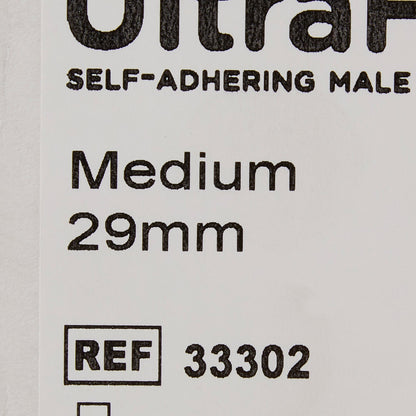 SELF-ADHERING MALE
Medium
29mm
REF 33302